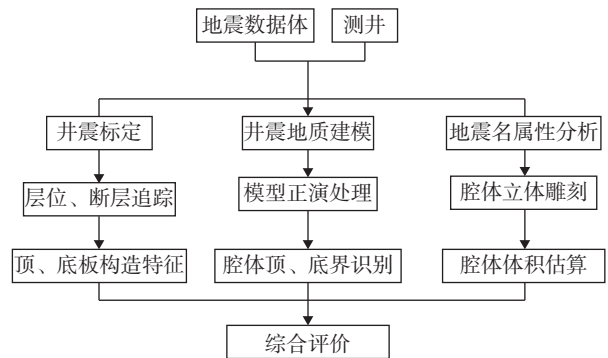 地震数据体
测井
井震标定
井震地质建模
地震名属性分析
层位、断层追踪
模型正演处理
腔体立体雕刻
顶、底板构造特征
腔体顶、底界识别
腔体体积估算
综合评价